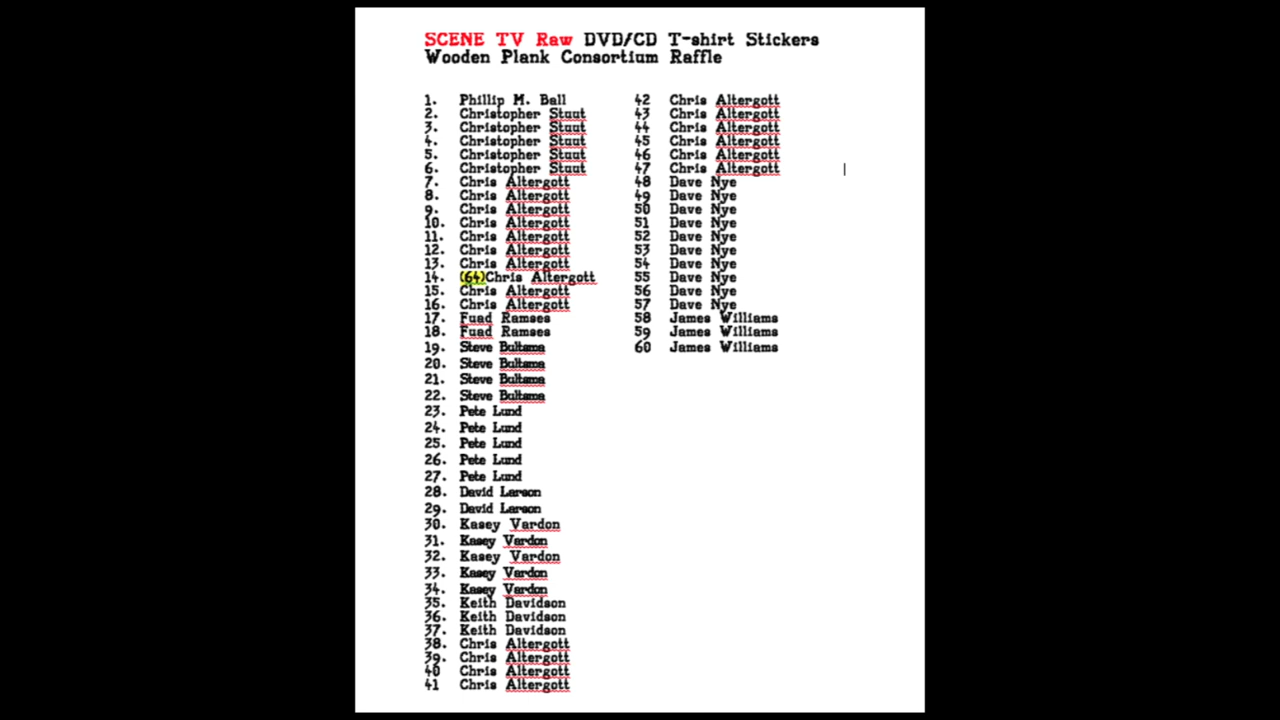 SCENE TV Raw DVD/CD T-shirt Stickers
Wooden Plank Consortium Raffle
1. Phillip M. Ball
2. Christopher Staut
3. Christopher Staut
4. Christopher Staut
5. Christopher Staut
6. Christopher Staut
7. Chris Altergott
8. Chris Altergott
9. Chris Altergott
10. Chris Altergott
11. Chris Altergott
12. Chris Altergott
13. Chris Altergott
14. (64)Chris Altergott
15. Chris Altergott
16. Chris Altergott
17. Fuad Ramses
18. Fuad Ramses
19. Steve Bultsma
20. Steve Bultsma
21. Steve Bultsma
22. Steve Bultsma
23. Pete Lund
24. Pete Lund
25. Pete Lund
26. Pete Lund
27. Pete Lund
28. David Larson
29. David Larson
30. Kasey Vardon
31. Kasey Vardon
32. Kasey Vardon
33. Kasey Vardon
34. Kasey Vardon
35. Keith Davidson
36. Keith Davidson
37. Keith Davidson
38. Chris Altergott
39. Chris Altergott
40 Chris Altergott
41 Chris Altergott
42 Chris Altergott
43 Chris Altergott
44 Chris Altergott
45 Chris Altergott
46 Chris Altergott
47 Chris Altergott
48 Dave Nye
49 Dave Nye
50 Dave Nye
51 Dave Nye
52 Dave Nye
53 Dave Nye
54 Dave Nye
55 Dave Nye
56 Dave Nye
57 Dave Nye
58 James Williams
59 James Williams
60 James Williams